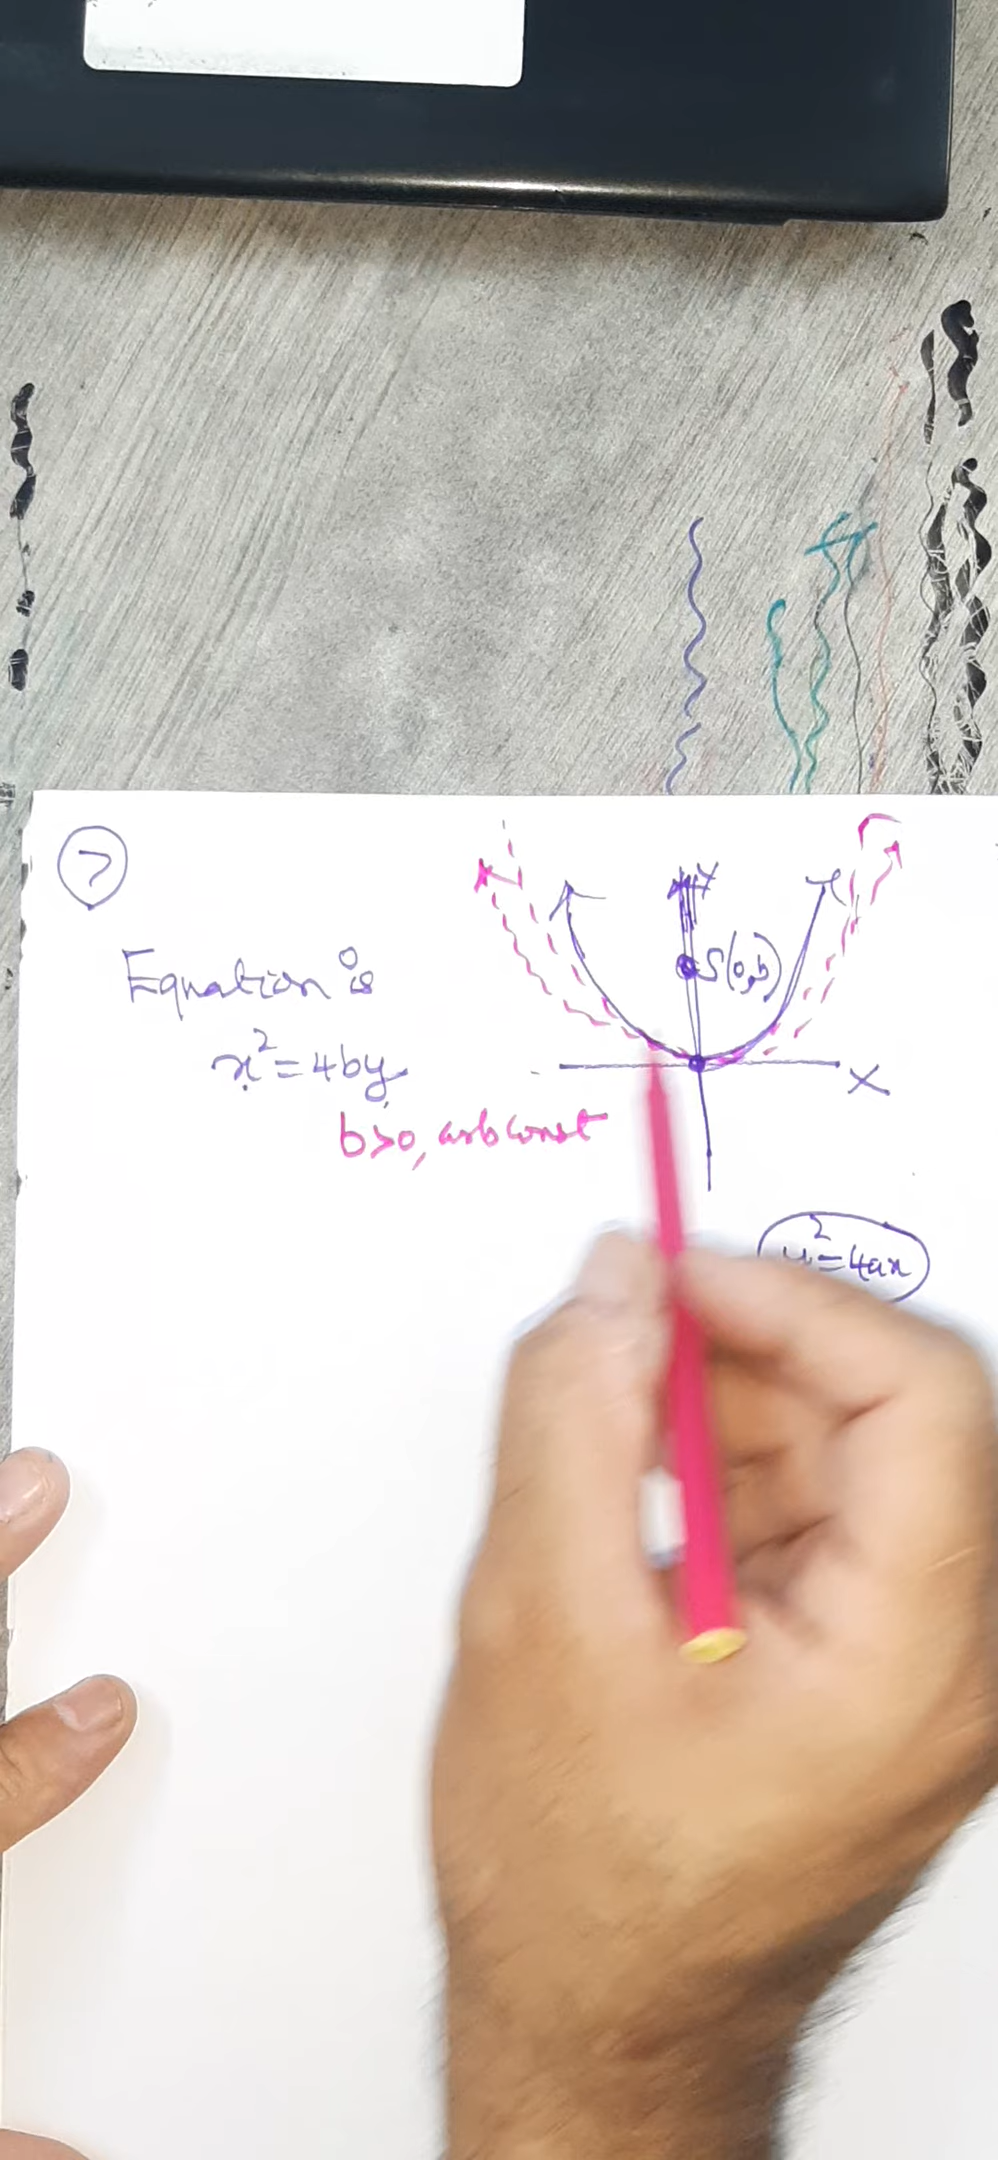 7
Y
S(0,b)
Equation is
x² = 4by
X
b>0, arb const
y² = 4ax